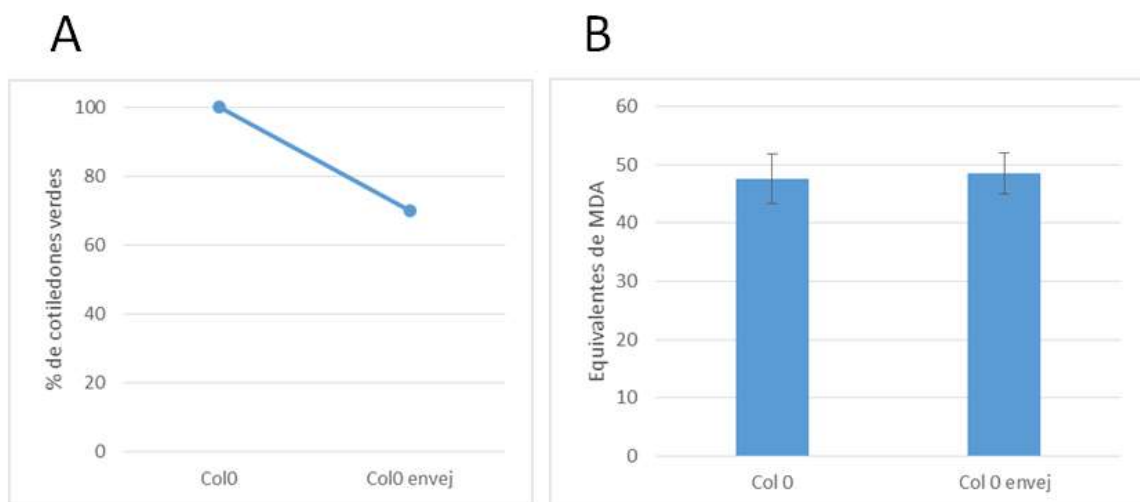 A
% de cotiledones verdes
100
80
60
40
20
0
Col0
Col0 envej
B
Equivalentes de MDA
60
50
40
30
20
10
0
Col 0
Col 0 envej